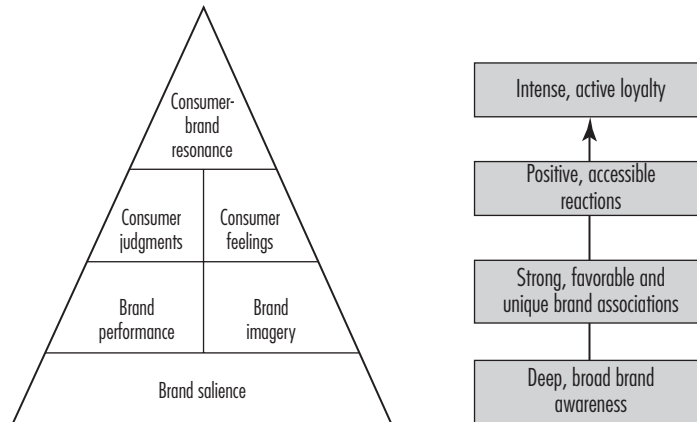 Consumer-
brand
resonance
Consumer
judgments
Consumer
feelings
Brand
performance
Brand
imagery
Brand salience
Intense, active loyalty
Positive, accessible
reactions
Strong, favorable and
unique brand associations
Deep, broad brand
awareness